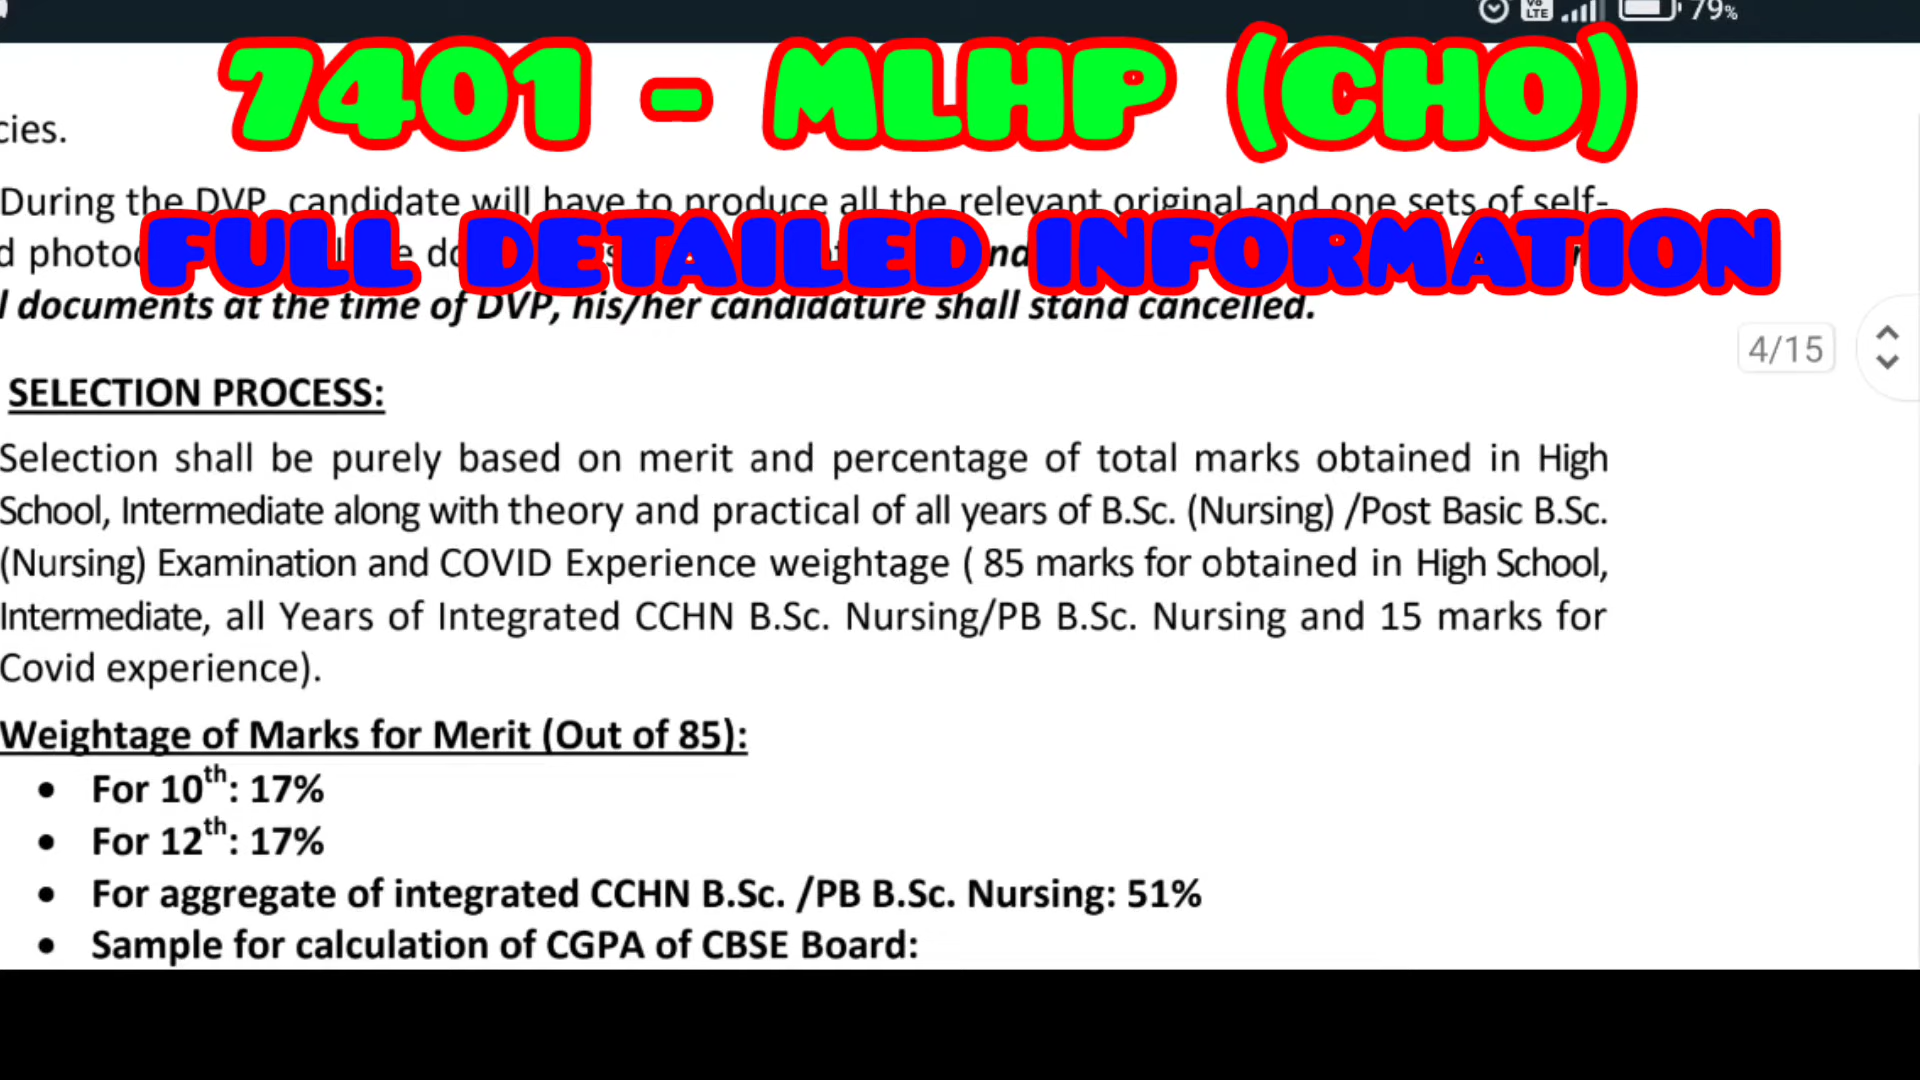 79%
7401 - MLHP (CHO)
cies.
During the DVP, candidate will have to produce all the relevant original and one sets of self-
FULL DETAILED INFORMATION
l documents at the time of DVP, his/her candidature shall stand cancelled.
4/15
SELECTION PROCESS:
Selection shall be purely based on merit and percentage of total marks obtained in High
School, Intermediate along with theory and practical of all years of B.Sc. (Nursing) /Post Basic B.Sc.
(Nursing) Examination and COVID Experience weightage ( 85 marks for obtained in High School,
Intermediate, all Years of Integrated CCHN B.Sc. Nursing/PB B.Sc. Nursing and 15 marks for
Covid experience).
Weightage of Marks for Merit (Out of 85):
• For 10th: 17%
• For 12th: 17%
• For aggregate of integrated CCHN B.Sc. /PB B.Sc. Nursing: 51%
• Sample for calculation of CGPA of CBSE Board: